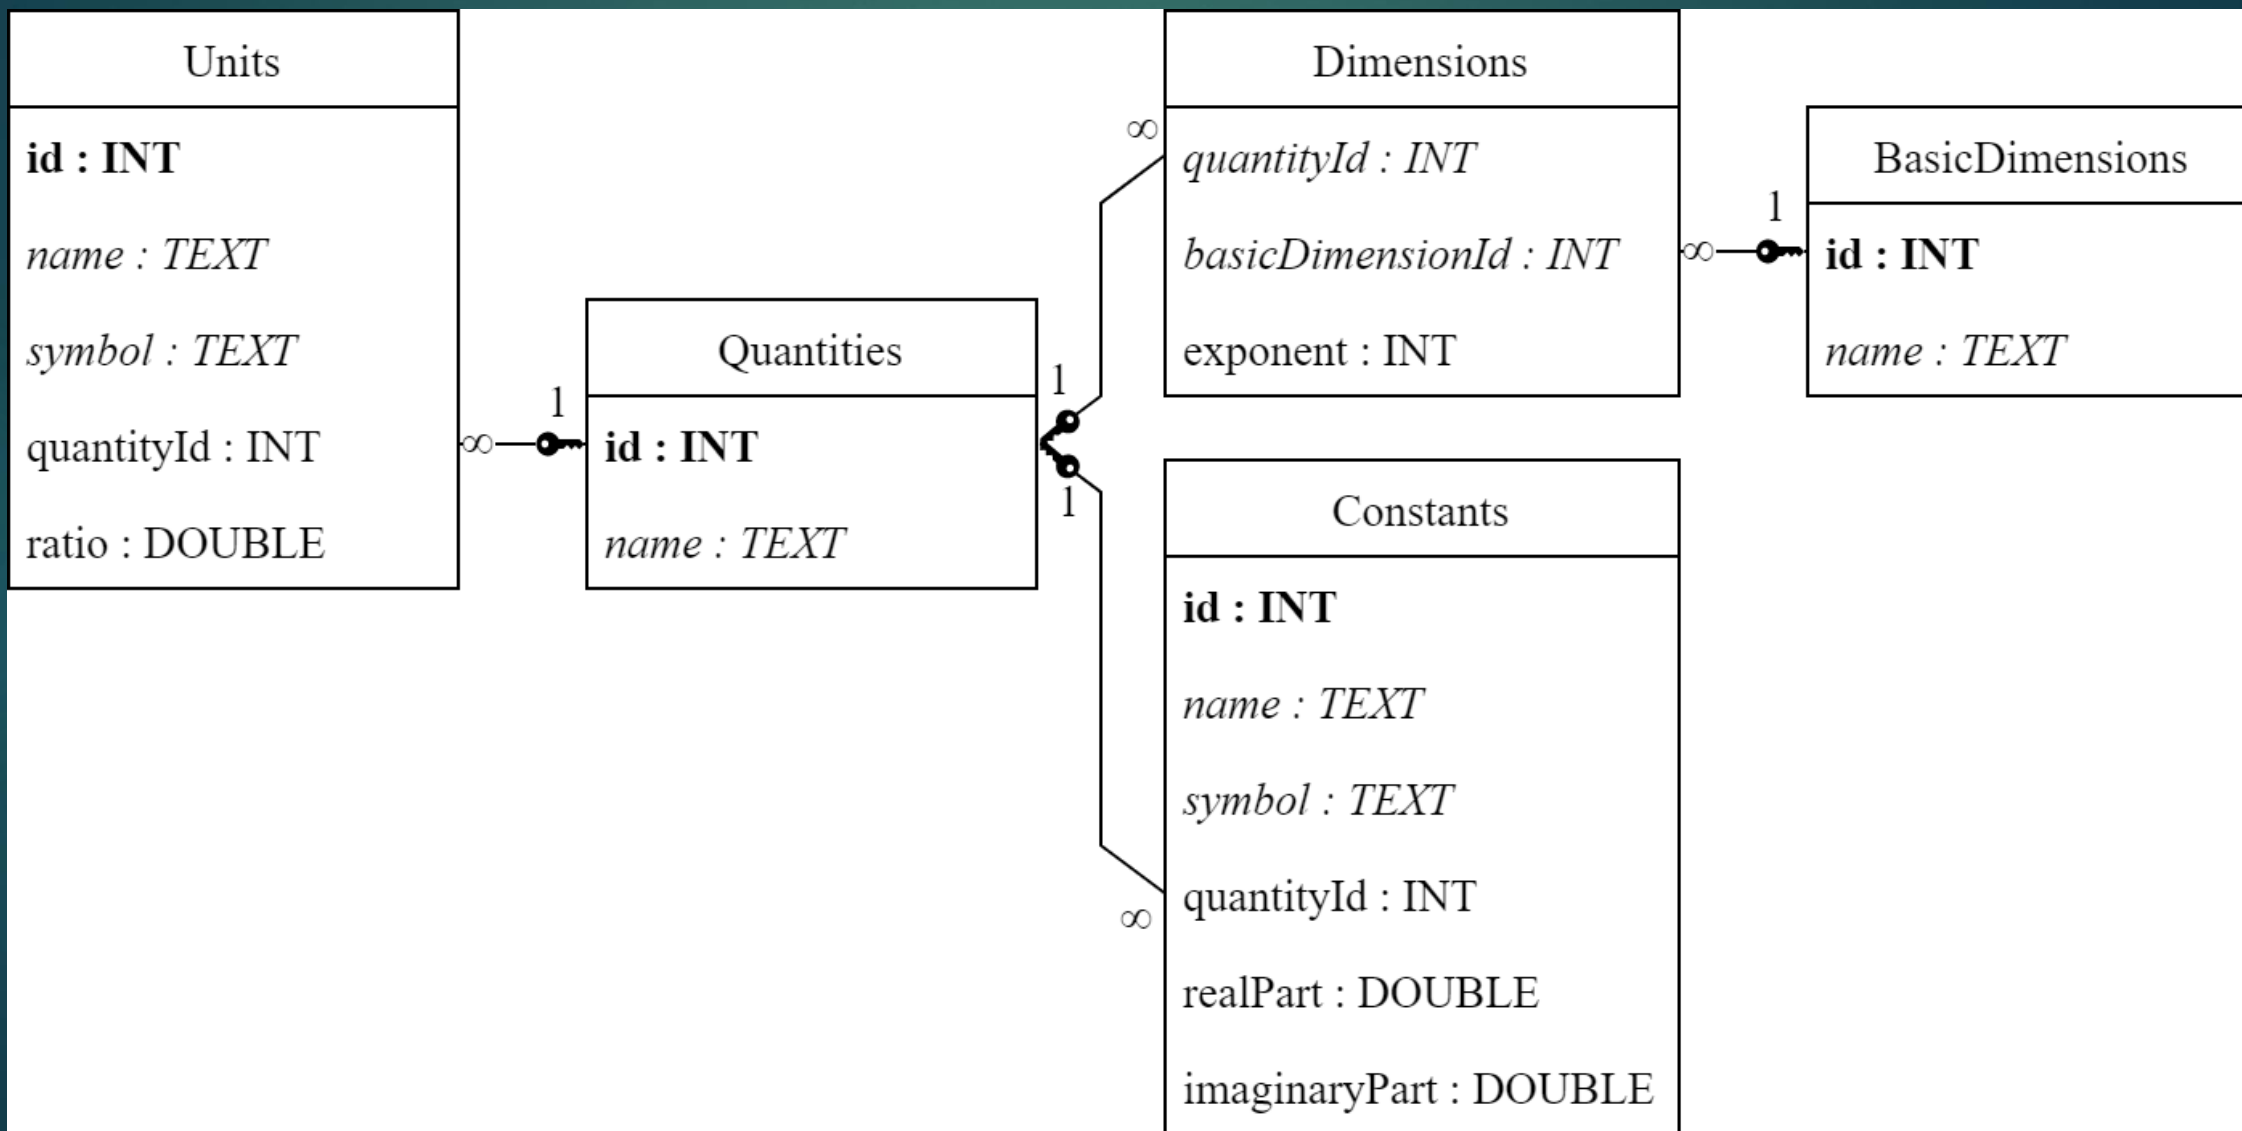 Units
id : INT
name : TEXT
symbol : TEXT
quantityId : INT
ratio : DOUBLE
∞
1
Quantities
id : INT
name : TEXT
1
1
∞
∞
Dimensions
quantityId : INT
basicDimensionId : INT
exponent : INT
∞
1
BasicDimensions
id : INT
name : TEXT
Constants
id : INT
name : TEXT
symbol : TEXT
quantityId : INT
realPart : DOUBLE
imaginaryPart : DOUBLE